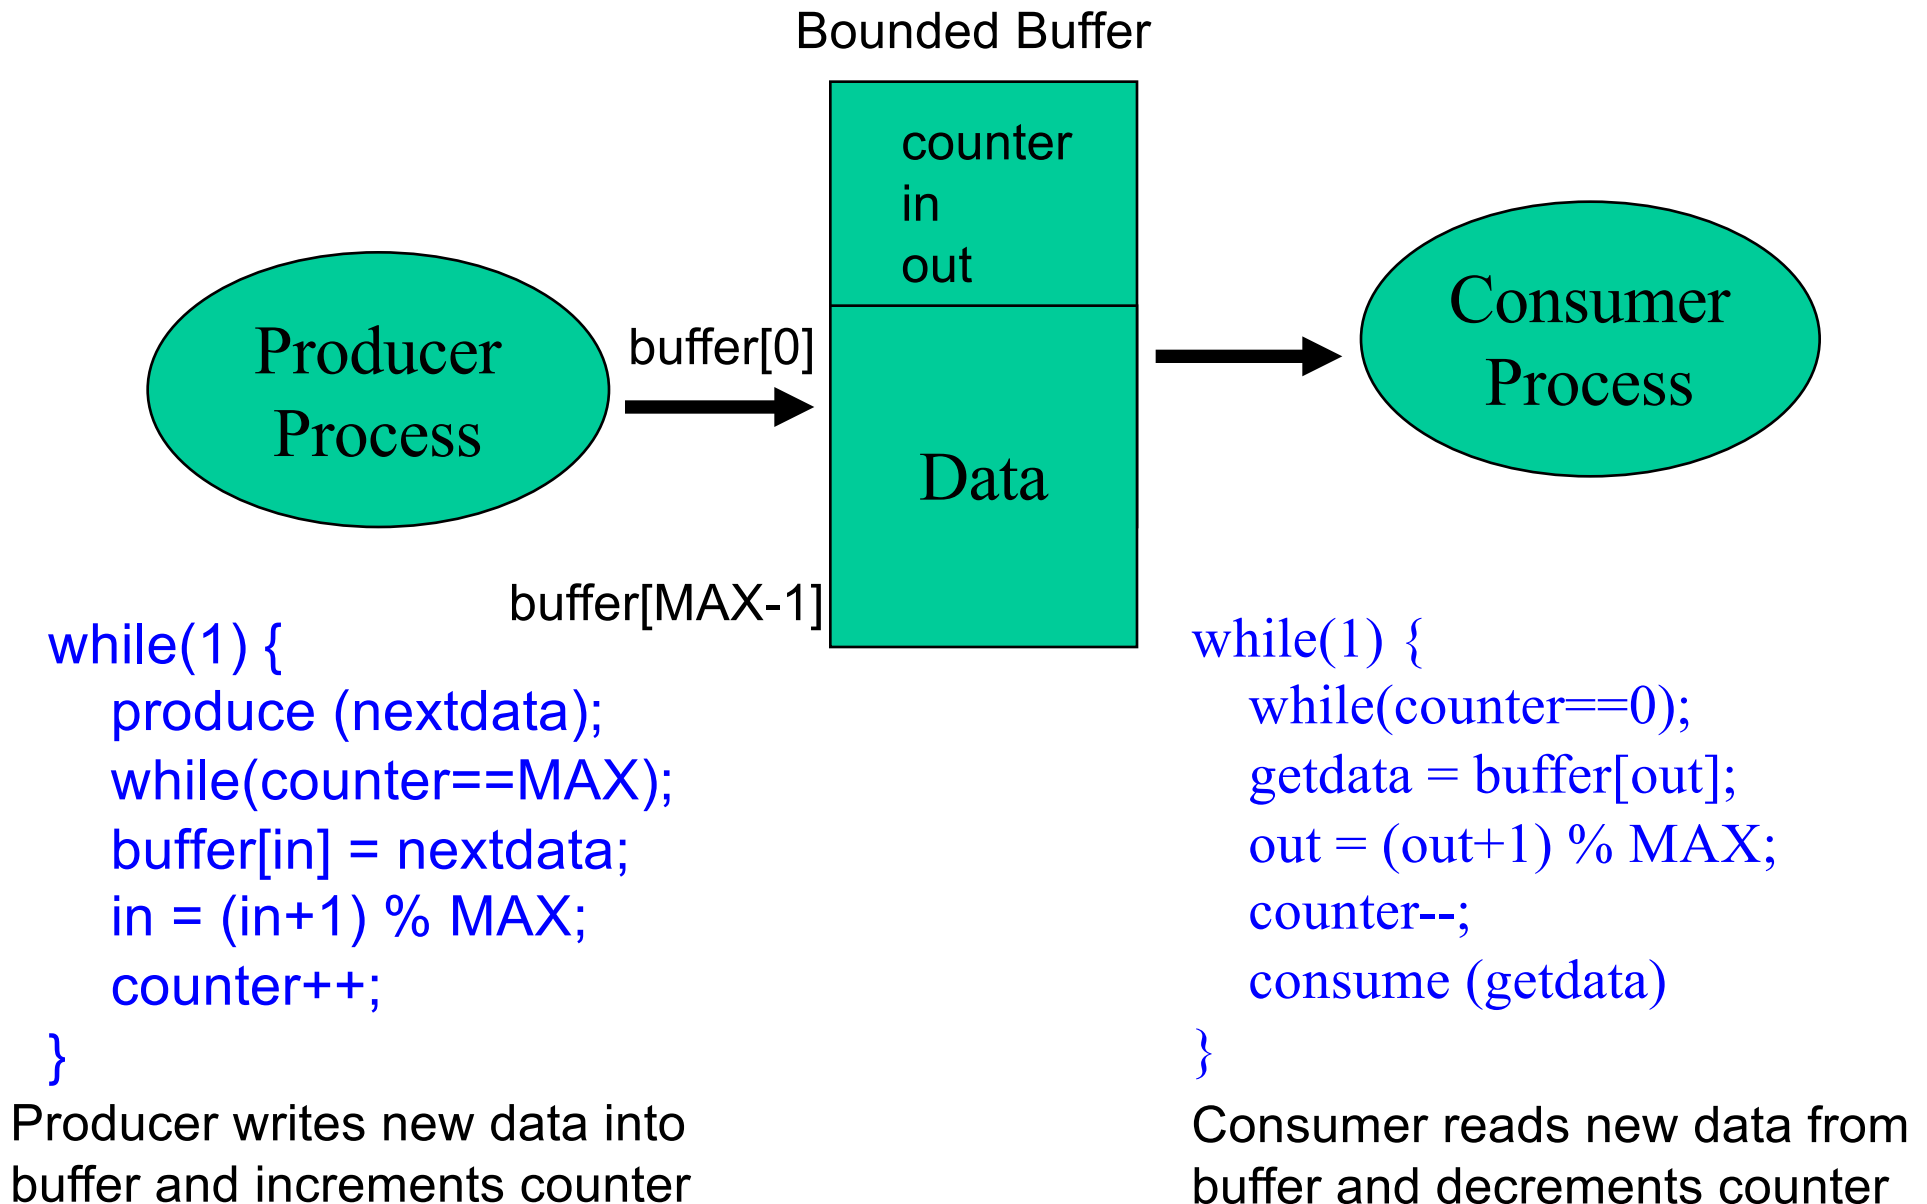 Bounded Buffer
counter
in
out
Producer
Process
buffer[0]
Data
buffer[MAX-1]
Consumer
Process
while(1) {
produce (nextdata);
while(counter==MAX);
buffer[in] = nextdata;
in = (in+1) % MAX;
counter++;
}
Producer writes new data into
buffer and increments counter
while(1) {
while(counter==0);
getdata = buffer[out];
out = (out+1) % MAX;
counter--;
consume (getdata)
}
Consumer reads new data from
buffer and decrements counter